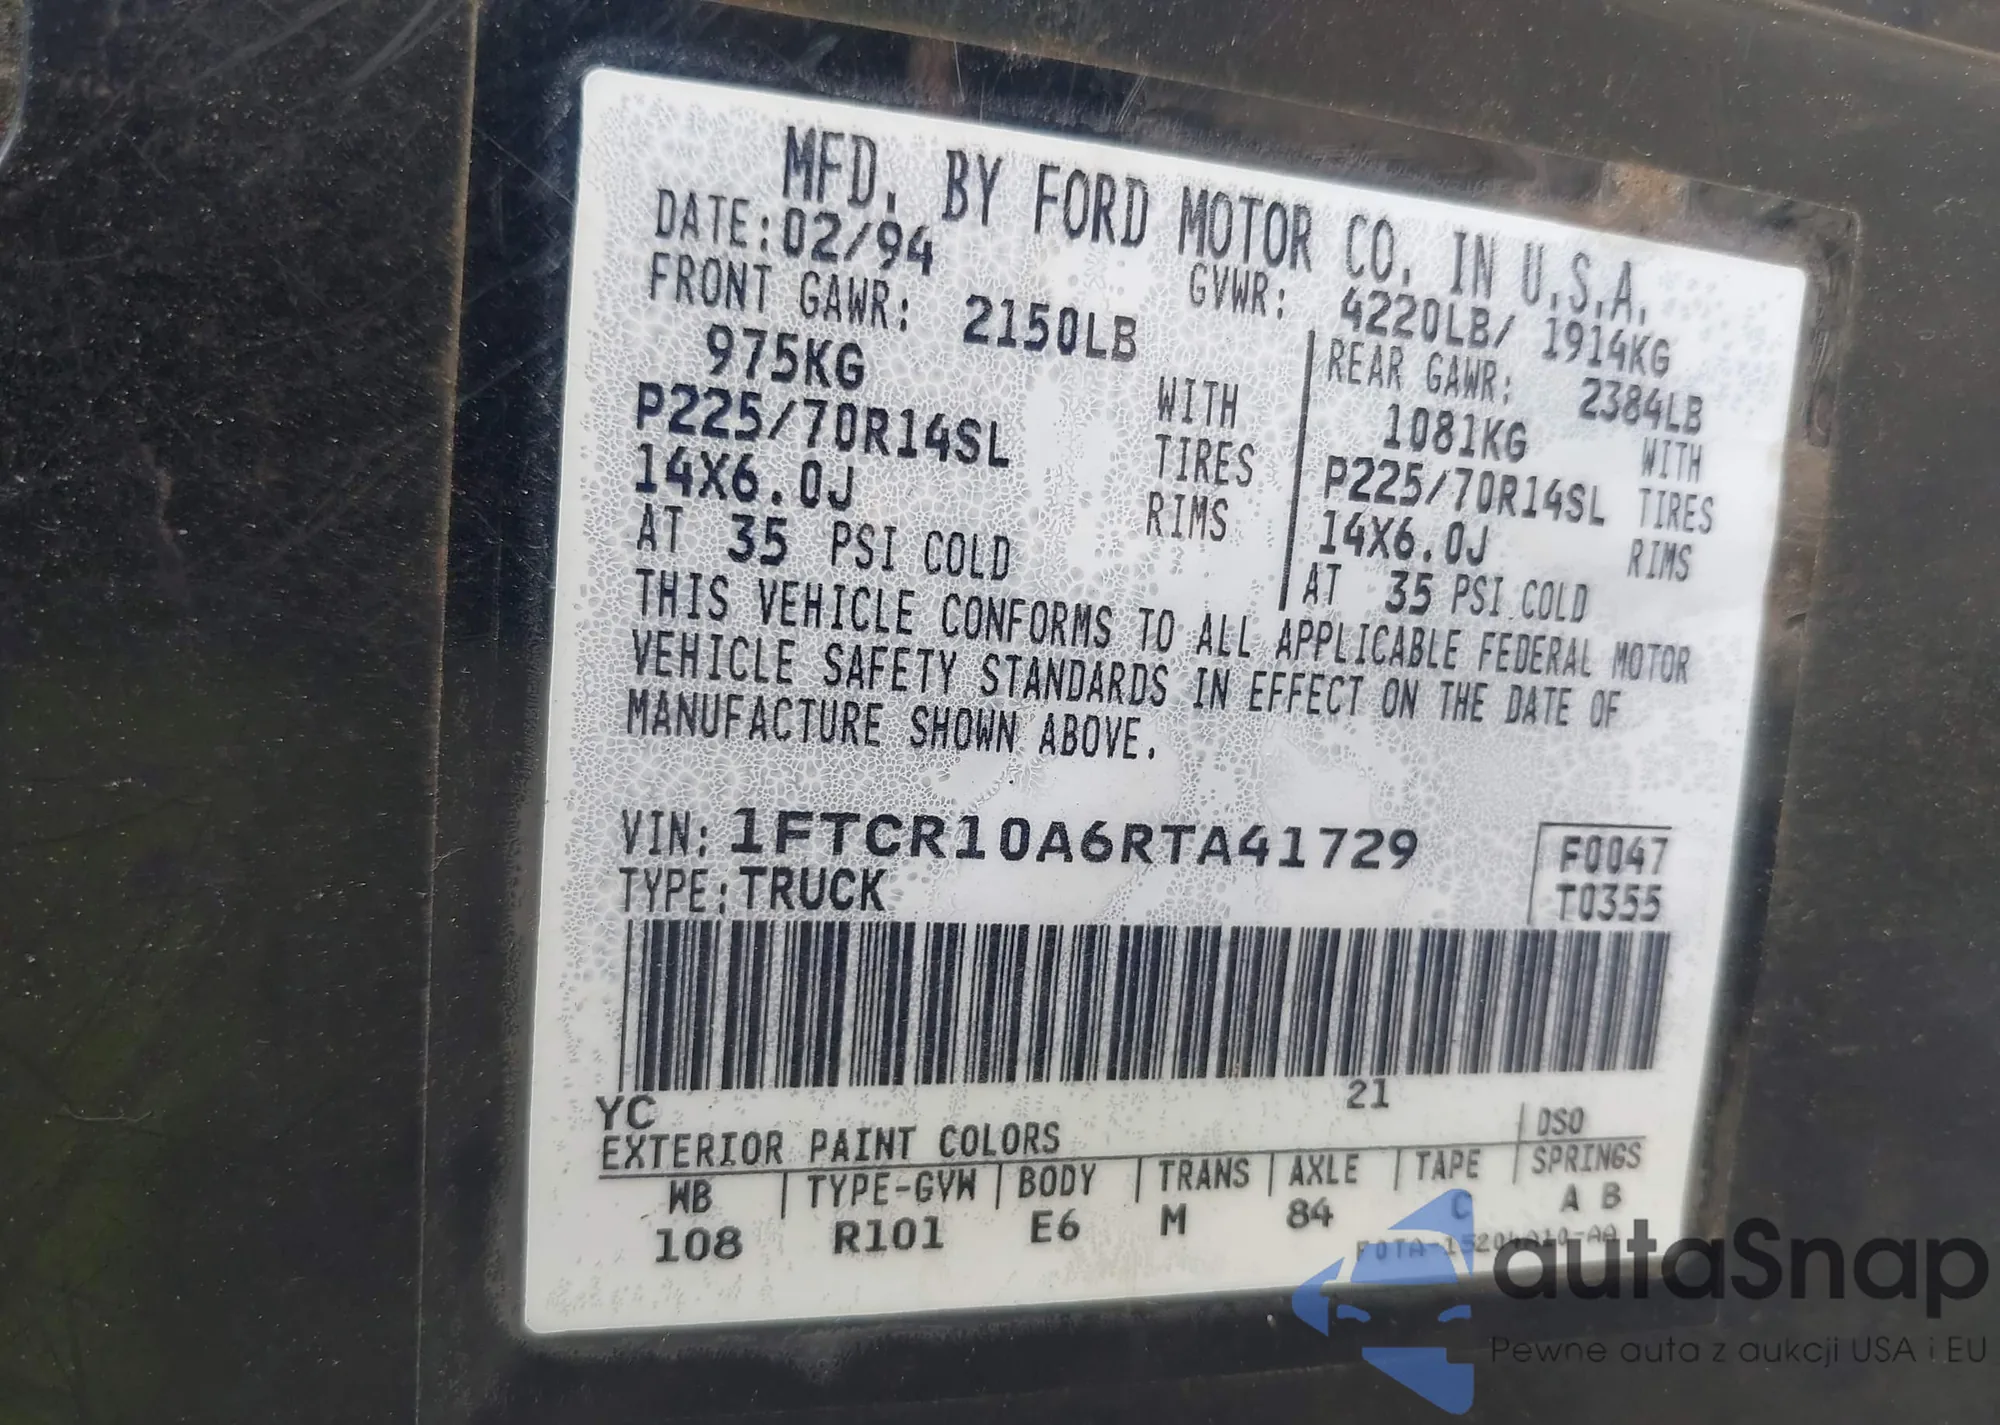 MFD. BY FORD MOTOR CO. IN U.S.A.
DATE: 02/94 GVWR: 4220LB/ 1914KG
FRONT GAWR: 2150LB REAR GAWR: 2384LB
975KG 1081KG
P225/70R14SL WITH TIRES P225/70R14SL WITH TIRES
14X6.0J RIMS 14X6.0J RIMS
AT 35 PSI COLD AT 35 PSI COLD
THIS VEHICLE CONFORMS TO ALL APPLICABLE FEDERAL MOTOR
VEHICLE SAFETY STANDARDS IN EFFECT ON THE DATE OF
MANUFACTURE SHOWN ABOVE.
VIN: 1FTCR10A6RTA41729 F0047
TYPE: TRUCK T0355
YC 21
EXTERIOR PAINT COLORS DSO
WB TYPE-GVW BODY TRANS AXLE TAPE SPRINGS
108 R101 E6 M 84 C A B
autaSnap
Pewne auta z aukcji USA i EU